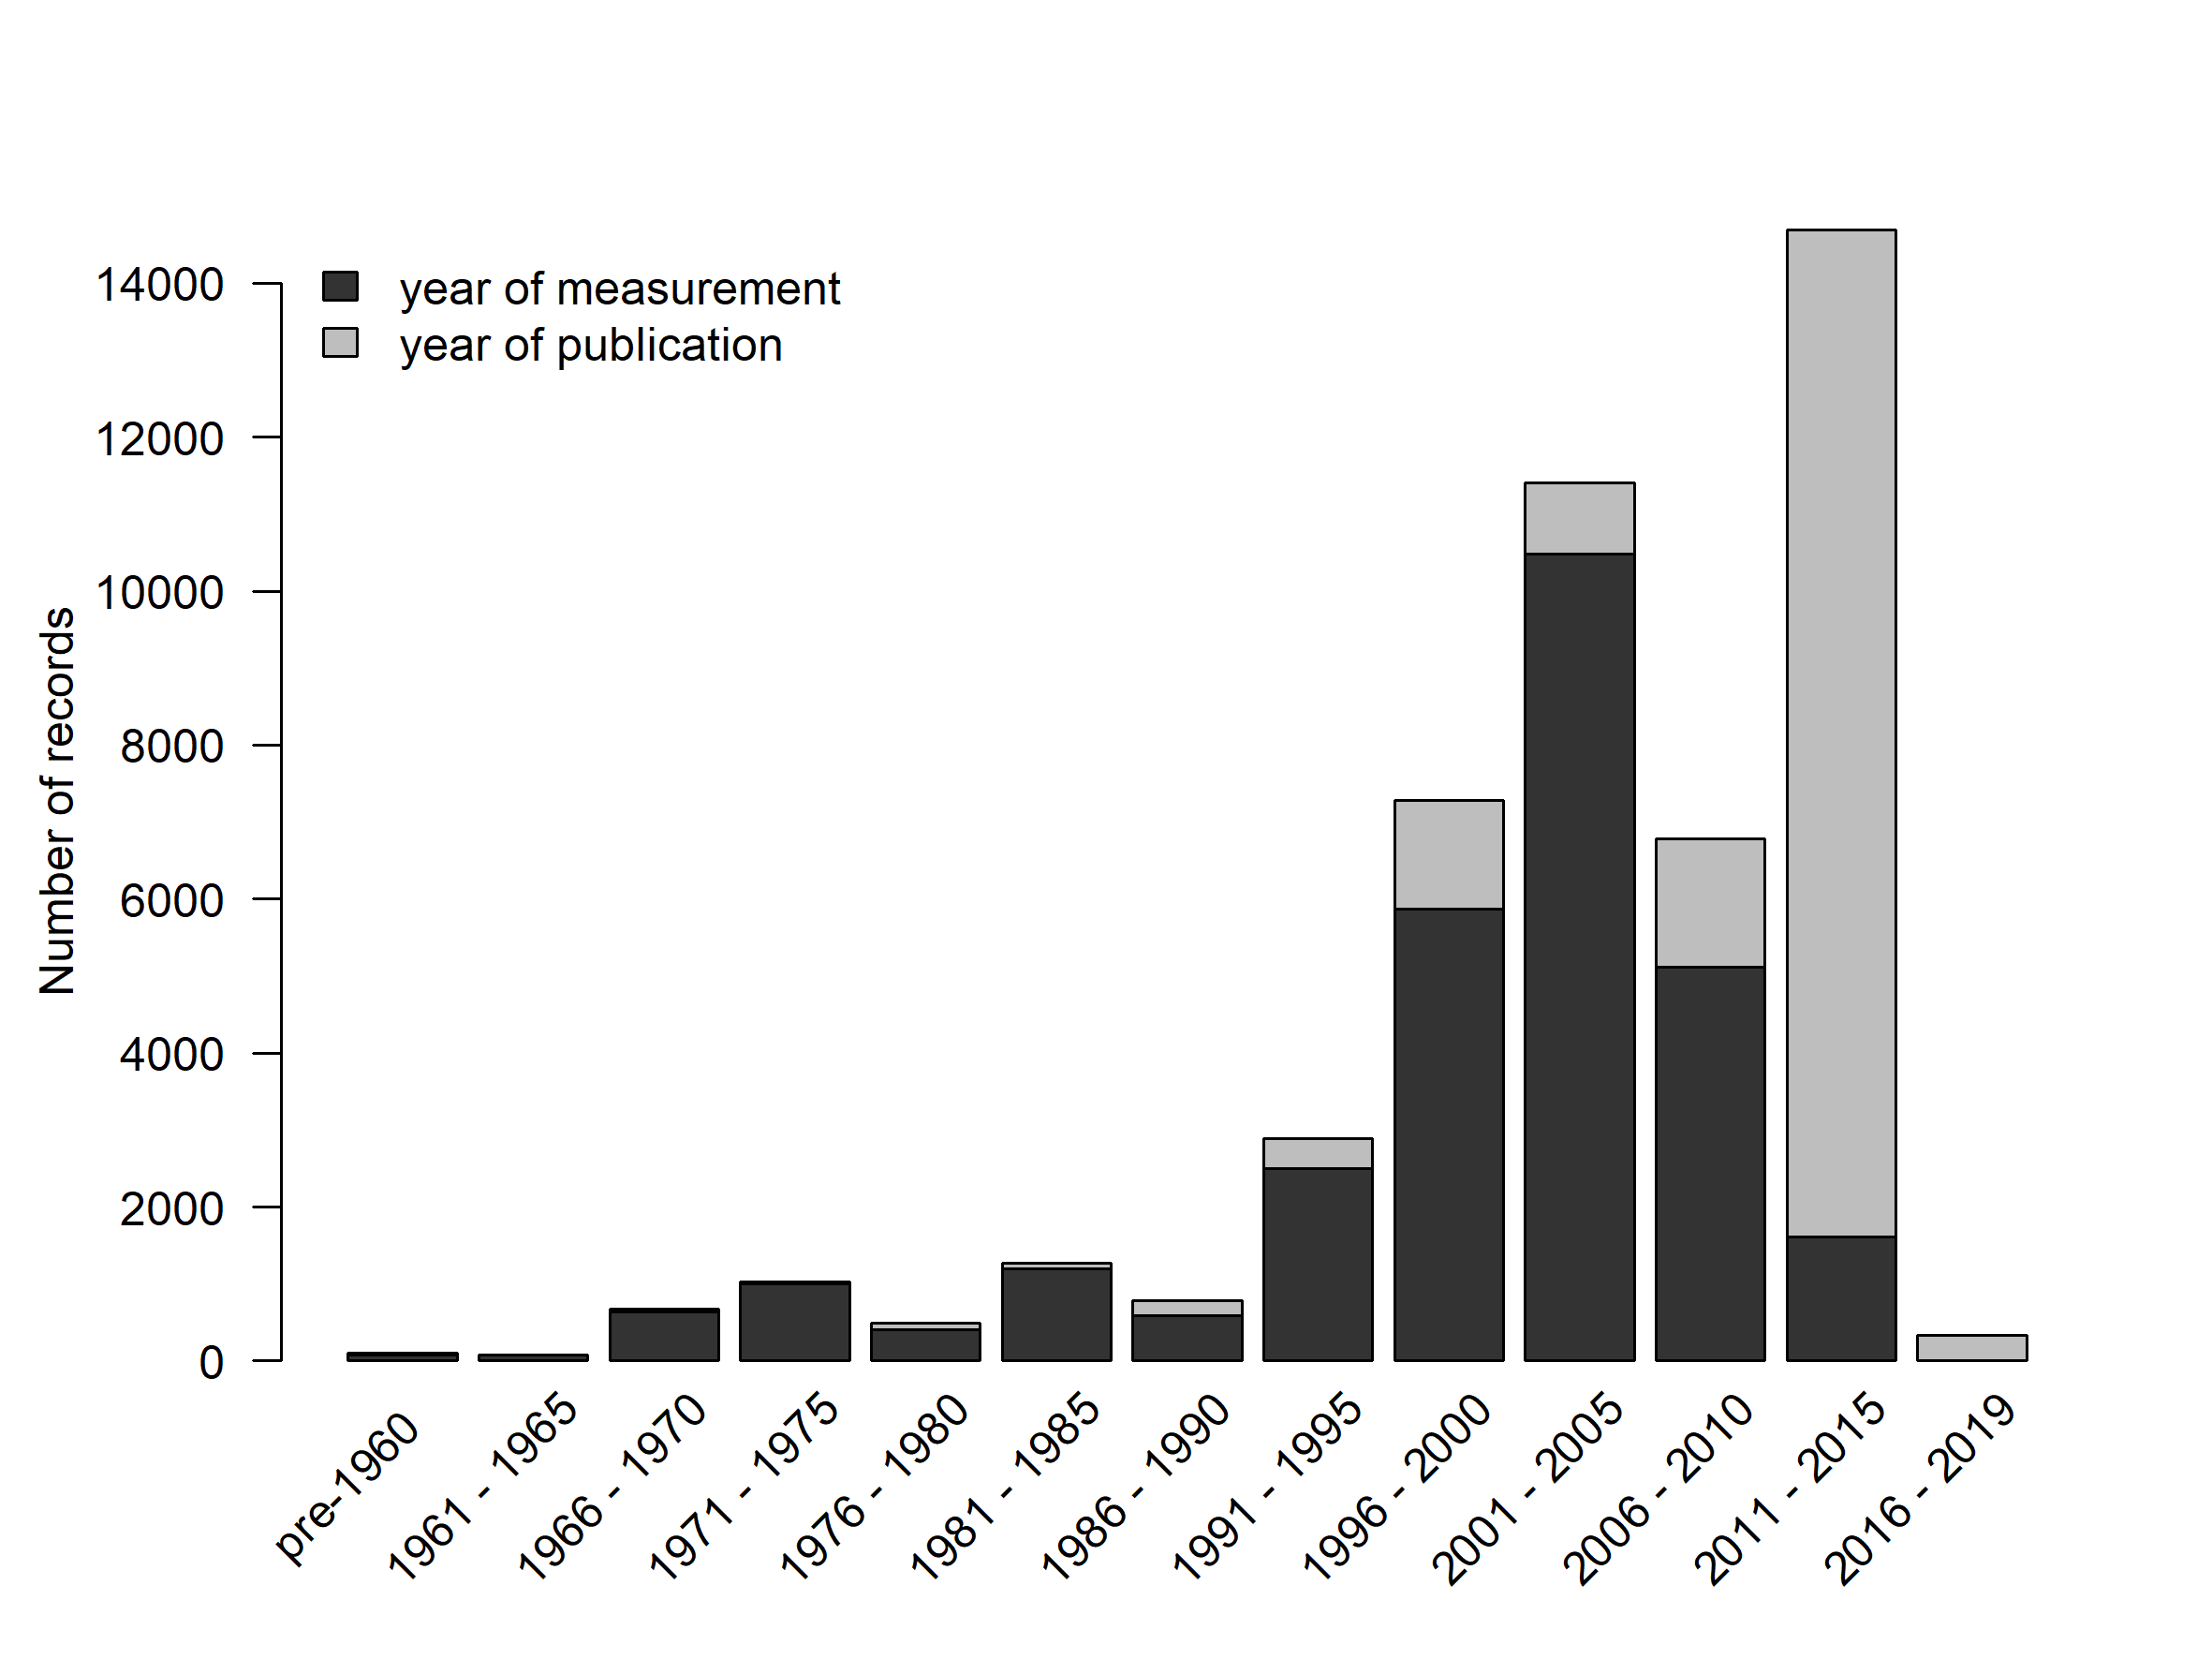 year of measurement
year of publication
Number of records
14000
12000
10000
8000
6000
4000
2000
0
pre-1960
1961 - 1965
1966 - 1970
1971 - 1975
1976 - 1980
1981 - 1985
1986 - 1990
1991 - 1995
1996 - 2000
2001 - 2005
2006 - 2010
2011 - 2015
2016 - 2019